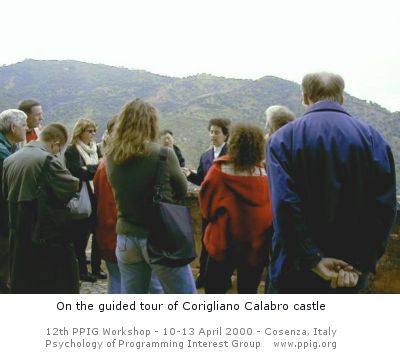 On the guided tour of Corigliano Calabro castle
12th PPIG Workshop - 10-13 April 2000 - Cosenza, Italy
Psychology of Programming Interest Group www.ppig.org